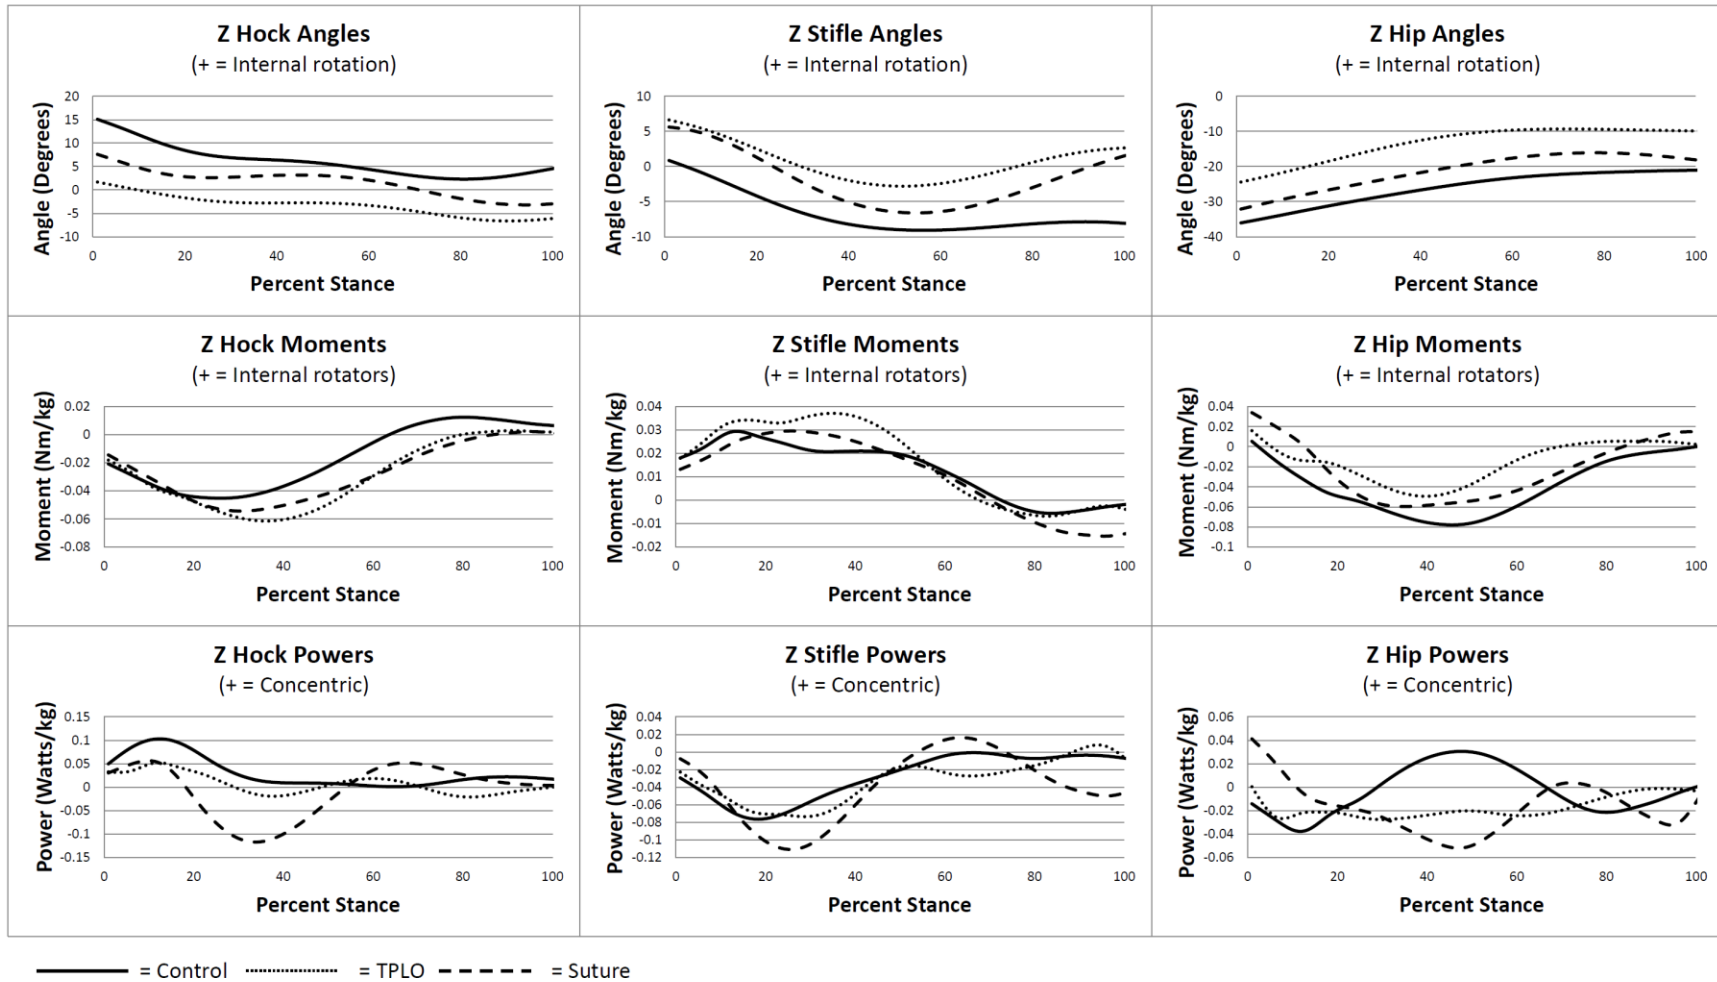 Z Hock Angles
(+ = Internal rotation)
Angle (Degrees)
20
15
10
5
0
-5
-10
0 20 40 60 80 100
Percent Stance
Z Stifle Angles
(+ = Internal rotation)
Angle (Degrees)
10
5
0
-5
-10
0 20 40 60 80 100
Percent Stance
Z Hip Angles
(+ = Internal rotation)
Angle (Degrees)
0
-10
-20
-30
-40
0 20 40 60 80 100
Percent Stance
Z Hock Moments
(+ = Internal rotators)
Moment (Nm/kg)
0.02
0
-0.02
-0.04
-0.06
-0.08
0 20 40 60 80 100
Percent Stance
Z Stifle Moments
(+ = Internal rotators)
Moment (Nm/kg)
0.04
0.03
0.02
0.01
0
-0.01
-0.02
0 20 40 60 80 100
Percent Stance
Z Hip Moments
(+ = Internal rotators)
Moment (Nm/kg)
0.04
0.02
0
-0.02
-0.04
-0.06
-0.08
-0.1
0 20 40 60 80 100
Percent Stance
Z Hock Powers
(+ = Concentric)
Power (Watts/kg)
0.15
0.1
0.05
0
-0.05
-0.1
-0.15
0 20 40 60 80 100
Percent Stance
Z Stifle Powers
(+ = Concentric)
Power (Watts/kg)
0.04
0.02
0
-0.02
-0.04
-0.06
-0.08
-0.1
-0.12
0 20 40 60 80 100
Percent Stance
Z Hip Powers
(+ = Concentric)
Power (Watts/kg)
0.06
0.04
0.02
0
-0.02
-0.04
-0.06
0 20 40 60 80 100
Percent Stance
= Control = TPLO = Suture